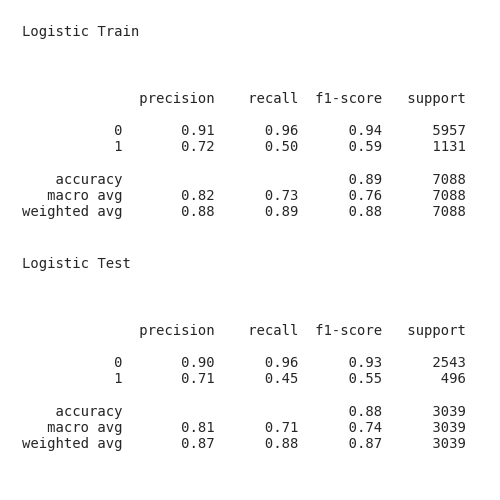 Logistic Train
precision    recall  f1-score   support
0       0.91      0.96      0.94      5957
1       0.72      0.50      0.59      1131
accuracy                           0.89      7088
macro avg       0.82      0.73      0.76      7088
weighted avg       0.88      0.89      0.88      7088
Logistic Test
precision    recall  f1-score   support
0       0.90      0.96      0.93      2543
1       0.71      0.45      0.55       496
accuracy                           0.88      3039
macro avg       0.81      0.71      0.74      3039
weighted avg       0.87      0.88      0.87      3039